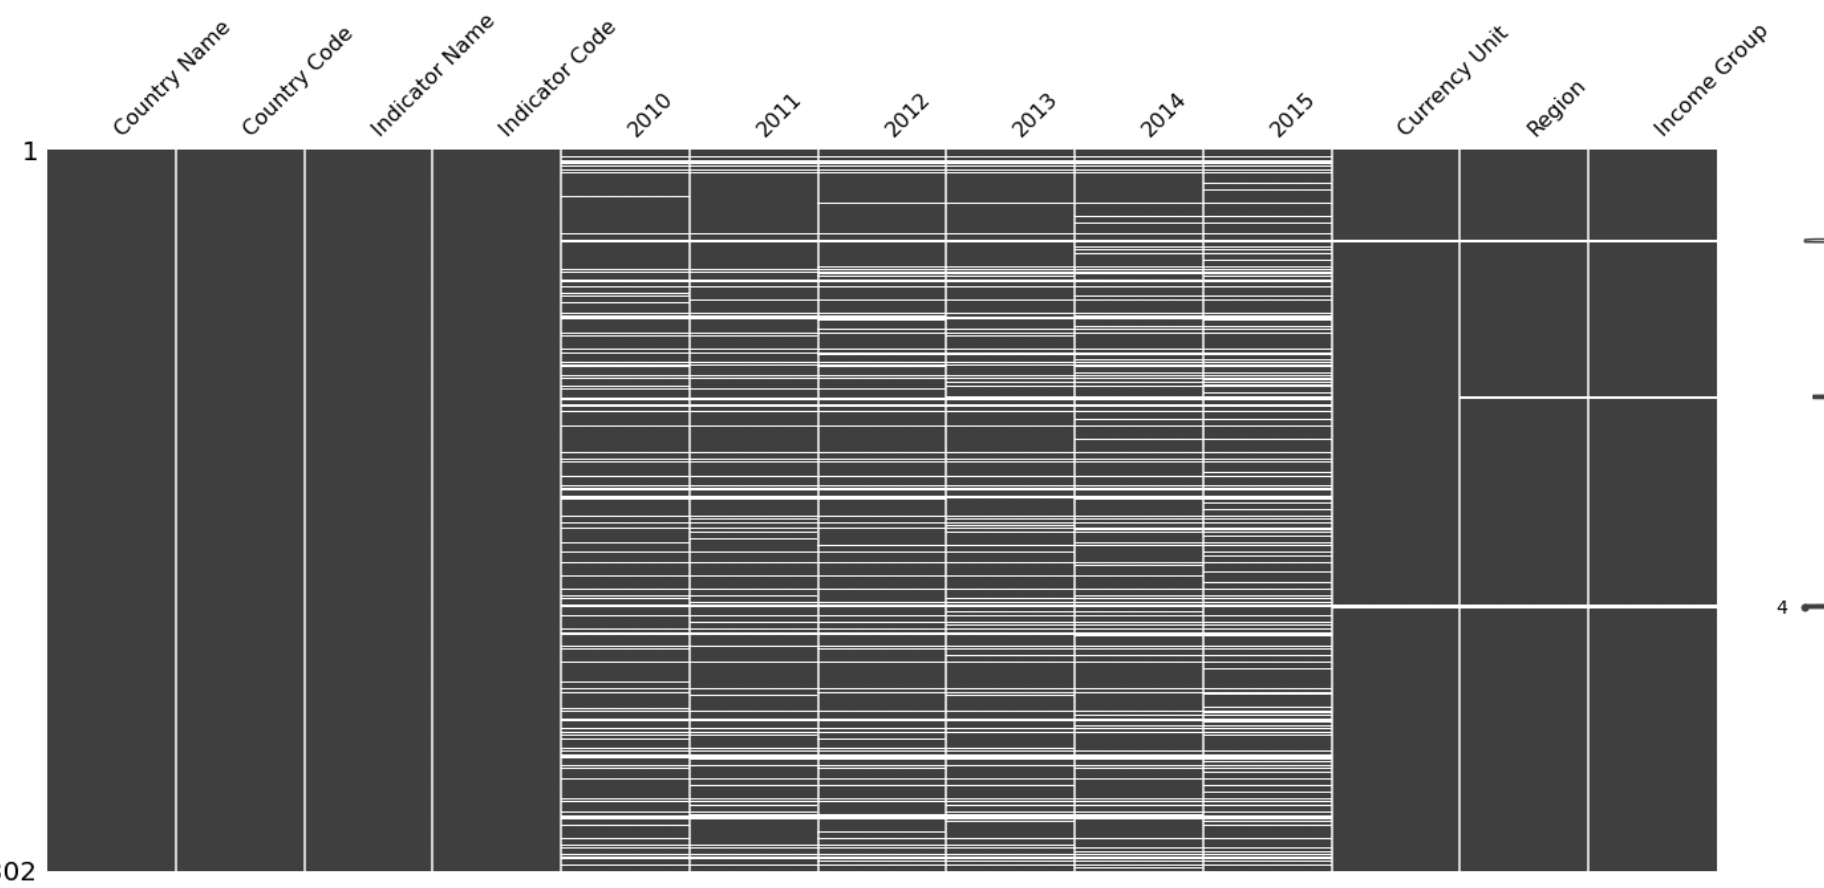 Country Name
Country Code
Indicator Name
Indicator Code
2010
2011
2012
2013
2014
2015
Currency Unit
Region
Income Group
1
4